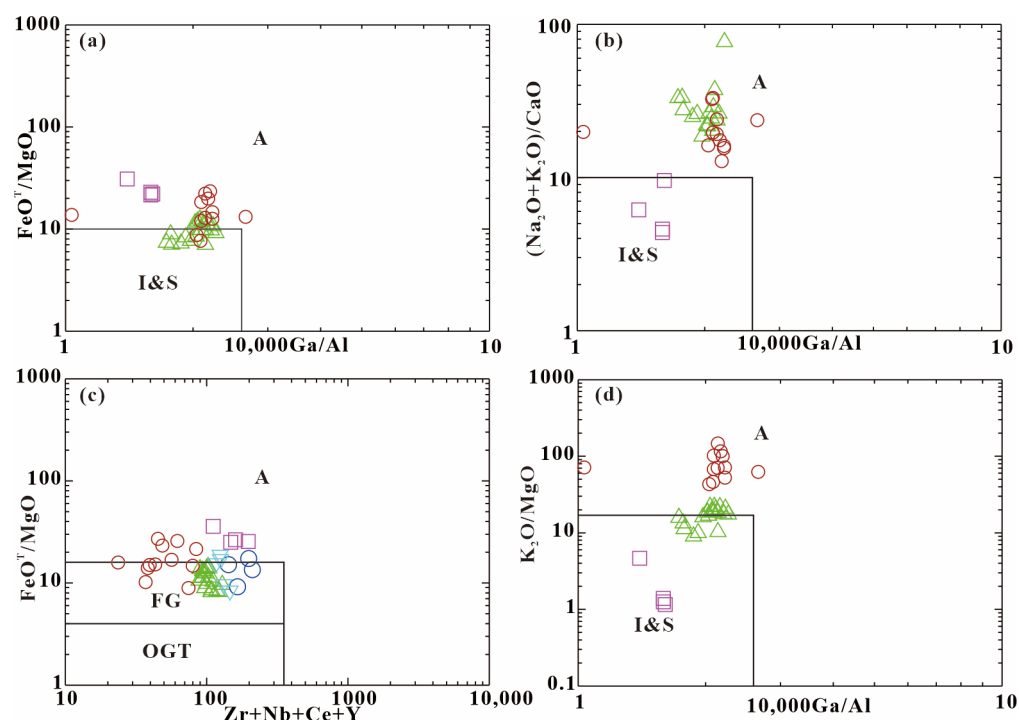 (a)
1000
100
10
1
FeOᵀ/MgO
A
I&S
1
10,000Ga/Al
10
(b)
100
10
1
(Na₂O+K₂O)/CaO
A
I&S
1
10,000Ga/Al
10
(c)
1000
100
10
1
FeOᵀ/MgO
A
FG
OGT
10
100
1000
10,000
Zr+Nb+Ce+Y
(d)
1000
100
10
1
0.1
K₂O/MgO
A
I&S
1
10,000Ga/Al
10